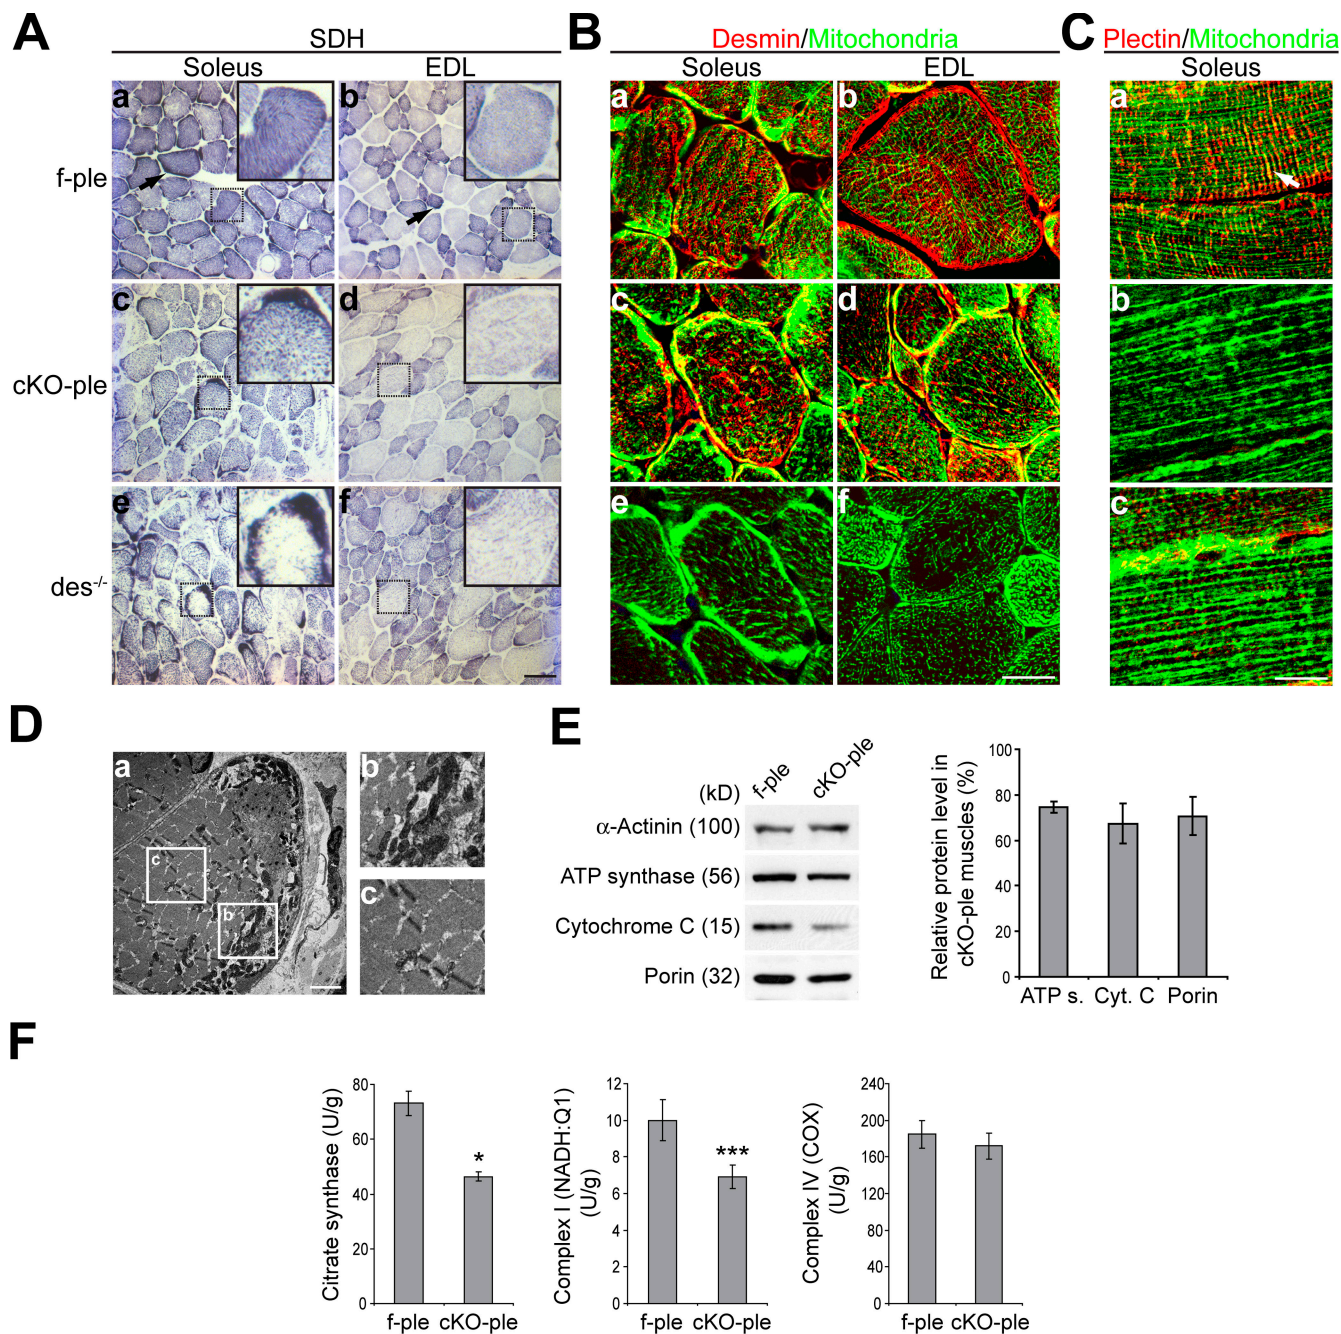 A
B
C
SDH
Desmin/Mitochondria
Plectin/Mitochondria
Soleus
EDL
Soleus
EDL
Soleus
a
b
a
b
a
f-ple
c
d
c
d
b
cKO-ple
e
f
e
f
c
des-/-
D
a
b
c
c
b
E
f-ple
cKO-ple
(kD)
α-Actinin (100)
ATP synthase (56)
Cytochrome C (15)
Porin (32)
Relative protein level in
cKO-ple muscles (%)
100
80
60
40
20
0
ATP s.
Cyt. C
Porin
F
Citrate synthase (U/g)
80
60
40
20
0
*
f-ple
cKO-ple
Complex I (NADH:Q1)
(U/g)
12
10
8
6
4
2
0
***
f-ple
cKO-ple
Complex IV (COX)
(U/g)
240
200
160
120
80
40
0
f-ple
cKO-ple